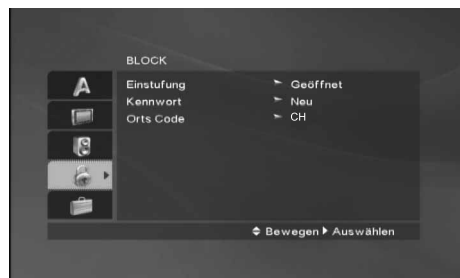 BLOCK
Einstufung ► Geöffnet
Kennwort ► Neu
Orts Code ► CH
A
⬍ Bewegen ► Auswählen